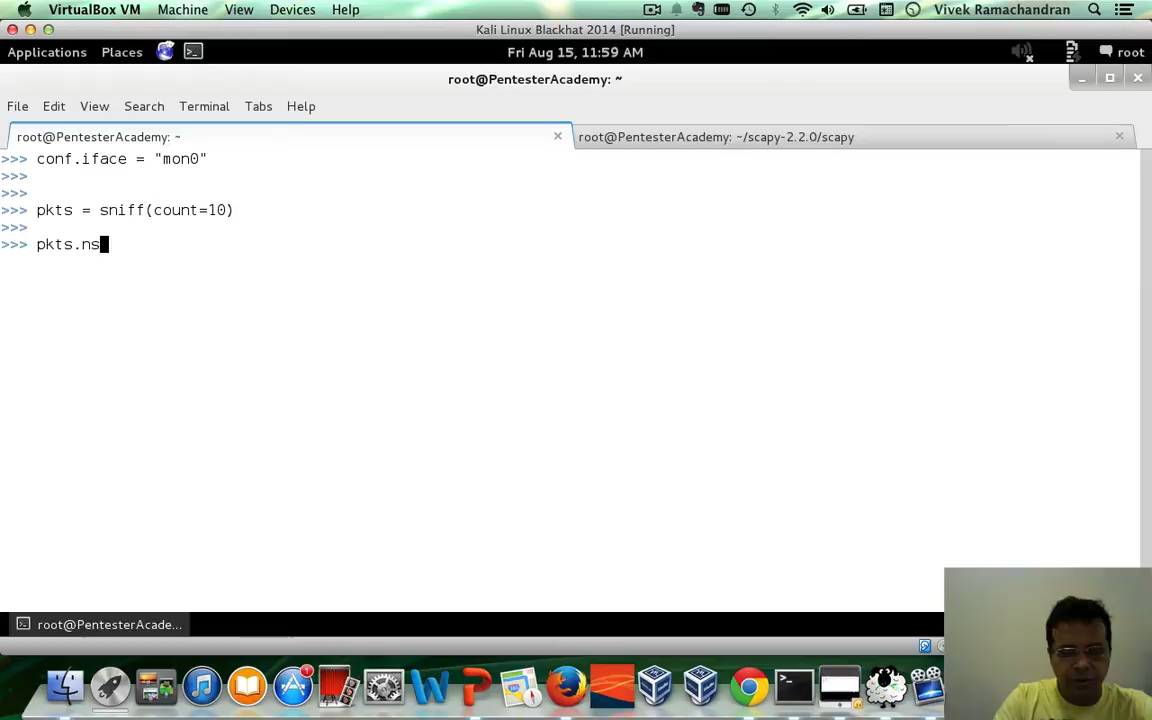 VirtualBox VM Machine View Devices Help Vivek Ramachandran
Kali Linux Blackhat 2014 [Running]
Applications Places Fri Aug 15, 11:59 AM root
root@PentesterAcademy: ~
File Edit View Search Terminal Tabs Help
root@PentesterAcademy: ~ root@PentesterAcademy: ~/scapy-2.2.0/scapy
>>> conf.iface = "mon0"
>>>
>>>
>>> pkts = sniff(count=10)
>>>
>>> pkts.ns
root@PentesterAcade...
1